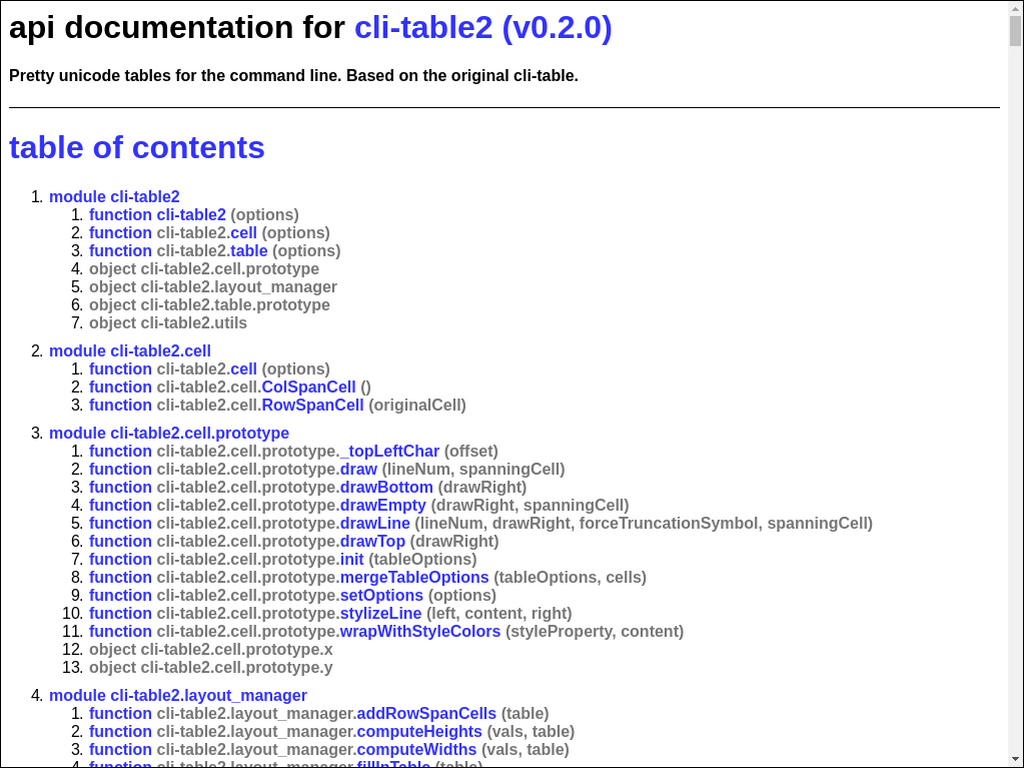 api documentation for cli-table2 (v0.2.0)
Pretty unicode tables for the command line. Based on the original cli-table.
table of contents
1. module cli-table2
1. function cli-table2 (options)
2. function cli-table2.cell (options)
3. function cli-table2.table (options)
4. object cli-table2.cell.prototype
5. object cli-table2.layout_manager
6. object cli-table2.table.prototype
7. object cli-table2.utils
2. module cli-table2.cell
1. function cli-table2.cell (options)
2. function cli-table2.cell.ColSpanCell ()
3. function cli-table2.cell.RowSpanCell (originalCell)
3. module cli-table2.cell.prototype
1. function cli-table2.cell.prototype._topLeftChar (offset)
2. function cli-table2.cell.prototype.draw (lineNum, spanningCell)
3. function cli-table2.cell.prototype.drawBottom (drawRight)
4. function cli-table2.cell.prototype.drawEmpty (drawRight, spanningCell)
5. function cli-table2.cell.prototype.drawLine (lineNum, drawRight, forceTruncationSymbol, spanningCell)
6. function cli-table2.cell.prototype.drawTop (drawRight)
7. function cli-table2.cell.prototype.init (tableOptions)
8. function cli-table2.cell.prototype.mergeTableOptions (tableOptions, cells)
9. function cli-table2.cell.prototype.setOptions (options)
10. function cli-table2.cell.prototype.stylizeLine (left, content, right)
11. function cli-table2.cell.prototype.wrapWithStyleColors (styleProperty, content)
12. object cli-table2.cell.prototype.x
13. object cli-table2.cell.prototype.y
4. module cli-table2.layout_manager
1. function cli-table2.layout_manager.addRowSpanCells (table)
2. function cli-table2.layout_manager.computeHeights (vals, table)
3. function cli-table2.layout_manager.computeWidths (vals, table)
4. function cli-table2.layout_manager.fillInTable (table)